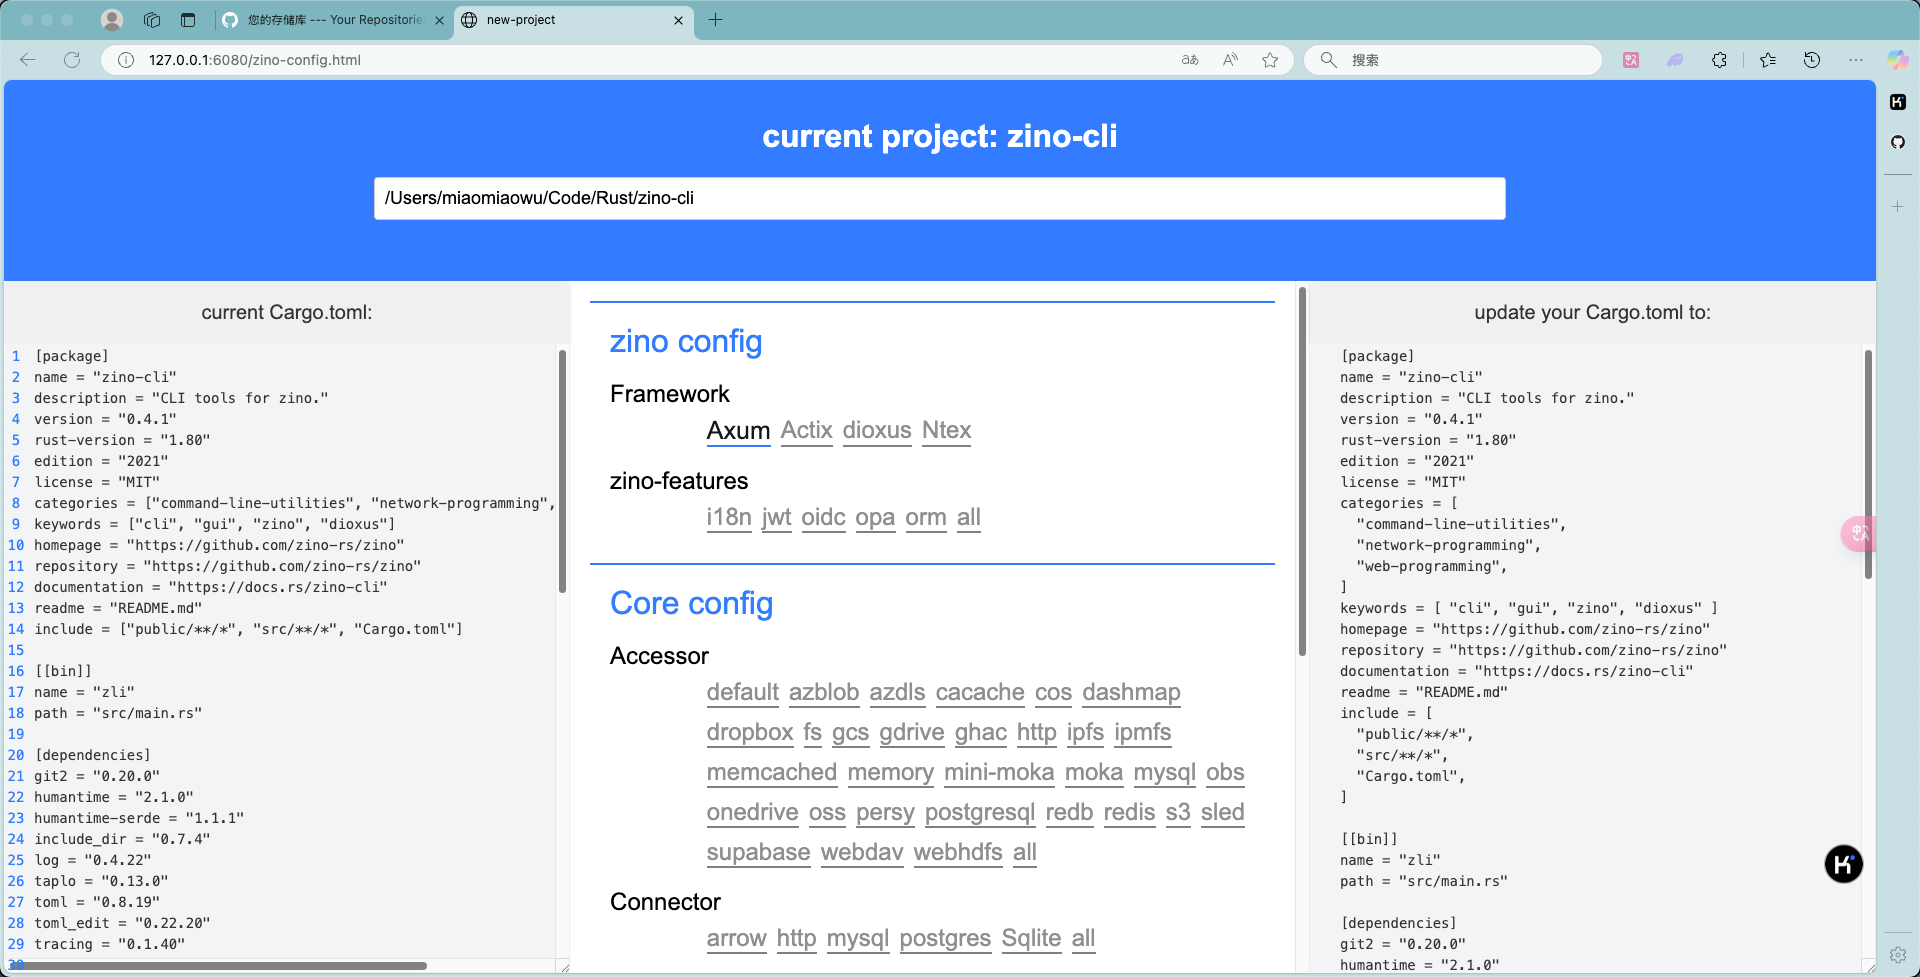 您的存储库 --- Your Repositories
new-project
127.0.0.1:6080/zino-config.html
搜索
current project: zino-cli
/Users/miaomiaowu/Code/Rust/zino-cli
current Cargo.toml:
1 [package]
2 name = "zino-cli"
3 description = "CLI tools for zino."
4 version = "0.4.1"
5 rust-version = "1.80"
6 edition = "2021"
7 license = "MIT"
8 categories = ["command-line-utilities", "network-programming",
9 keywords = ["cli", "gui", "zino", "dioxus"]
10 homepage = "https://github.com/zino-rs/zino"
11 repository = "https://github.com/zino-rs/zino"
12 documentation = "https://docs.rs/zino-cli"
13 readme = "README.md"
14 include = ["public/**/*", "src/**/*", "Cargo.toml"]
15
16 [[bin]]
17 name = "zli"
18 path = "src/main.rs"
19
20 [dependencies]
21 git2 = "0.20.0"
22 humantime = "2.1.0"
23 humantime-serde = "1.1.1"
24 include_dir = "0.7.4"
25 log = "0.4.22"
26 taplo = "0.13.0"
27 toml = "0.8.19"
28 toml_edit = "0.22.20"
29 tracing = "0.1.40"
30
zino config
Framework
Axum Actix dioxus Ntex
zino-features
i18n jwt oidc opa orm all
Core config
Accessor
default azblob azdls cacache cos dashmap
dropbox fs gcs gdrive ghac http ipfs ipmfs
memcached memory mini-moka moka mysql obs
onedrive oss persy postgresql redb redis s3 sled
supabase webdav webhdfs all
Connector
arrow http mysql postgres Sqlite all
update your Cargo.toml to:
[package]
name = "zino-cli"
description = "CLI tools for zino."
version = "0.4.1"
rust-version = "1.80"
edition = "2021"
license = "MIT"
categories = [
"command-line-utilities",
"network-programming",
"web-programming",
]
keywords = [ "cli", "gui", "zino", "dioxus" ]
homepage = "https://github.com/zino-rs/zino"
repository = "https://github.com/zino-rs/zino"
documentation = "https://docs.rs/zino-cli"
readme = "README.md"
include = [
"public/**/*",
"src/**/*",
"Cargo.toml",
]

[[bin]]
name = "zli"
path = "src/main.rs"

[dependencies]
git2 = "0.20.0"
humantime = "2.1.0"